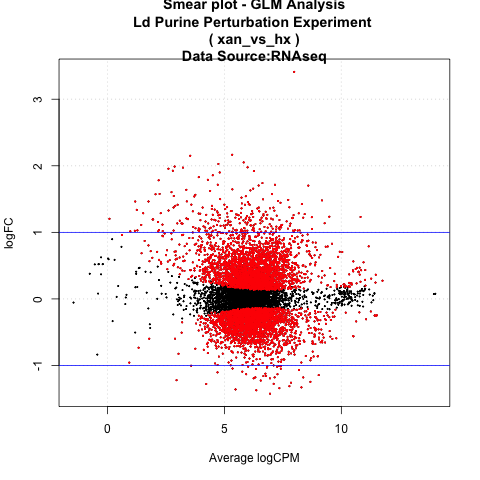 Smear plot - GLM Analysis
Ld Purine Perturbation Experiment
( xan_vs_hx )
Data Source:RNAseq
3
2
1
0
-1
logFC
0 5 10
Average logCPM